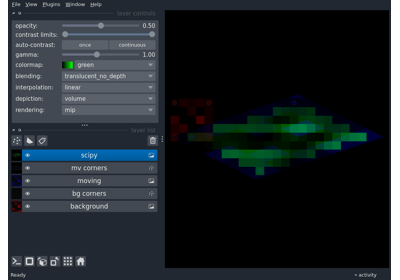 File View Plugins Window Help
layer controls
opacity: 0.50
contrast limits:
auto-contrast: once continuous
gamma: 1.00
colormap: green
blending: translucent_no_depth
interpolation: linear
depiction: volume
rendering: mip
layer list
scipy
mv corners
moving
bg corners
background
Ready activity